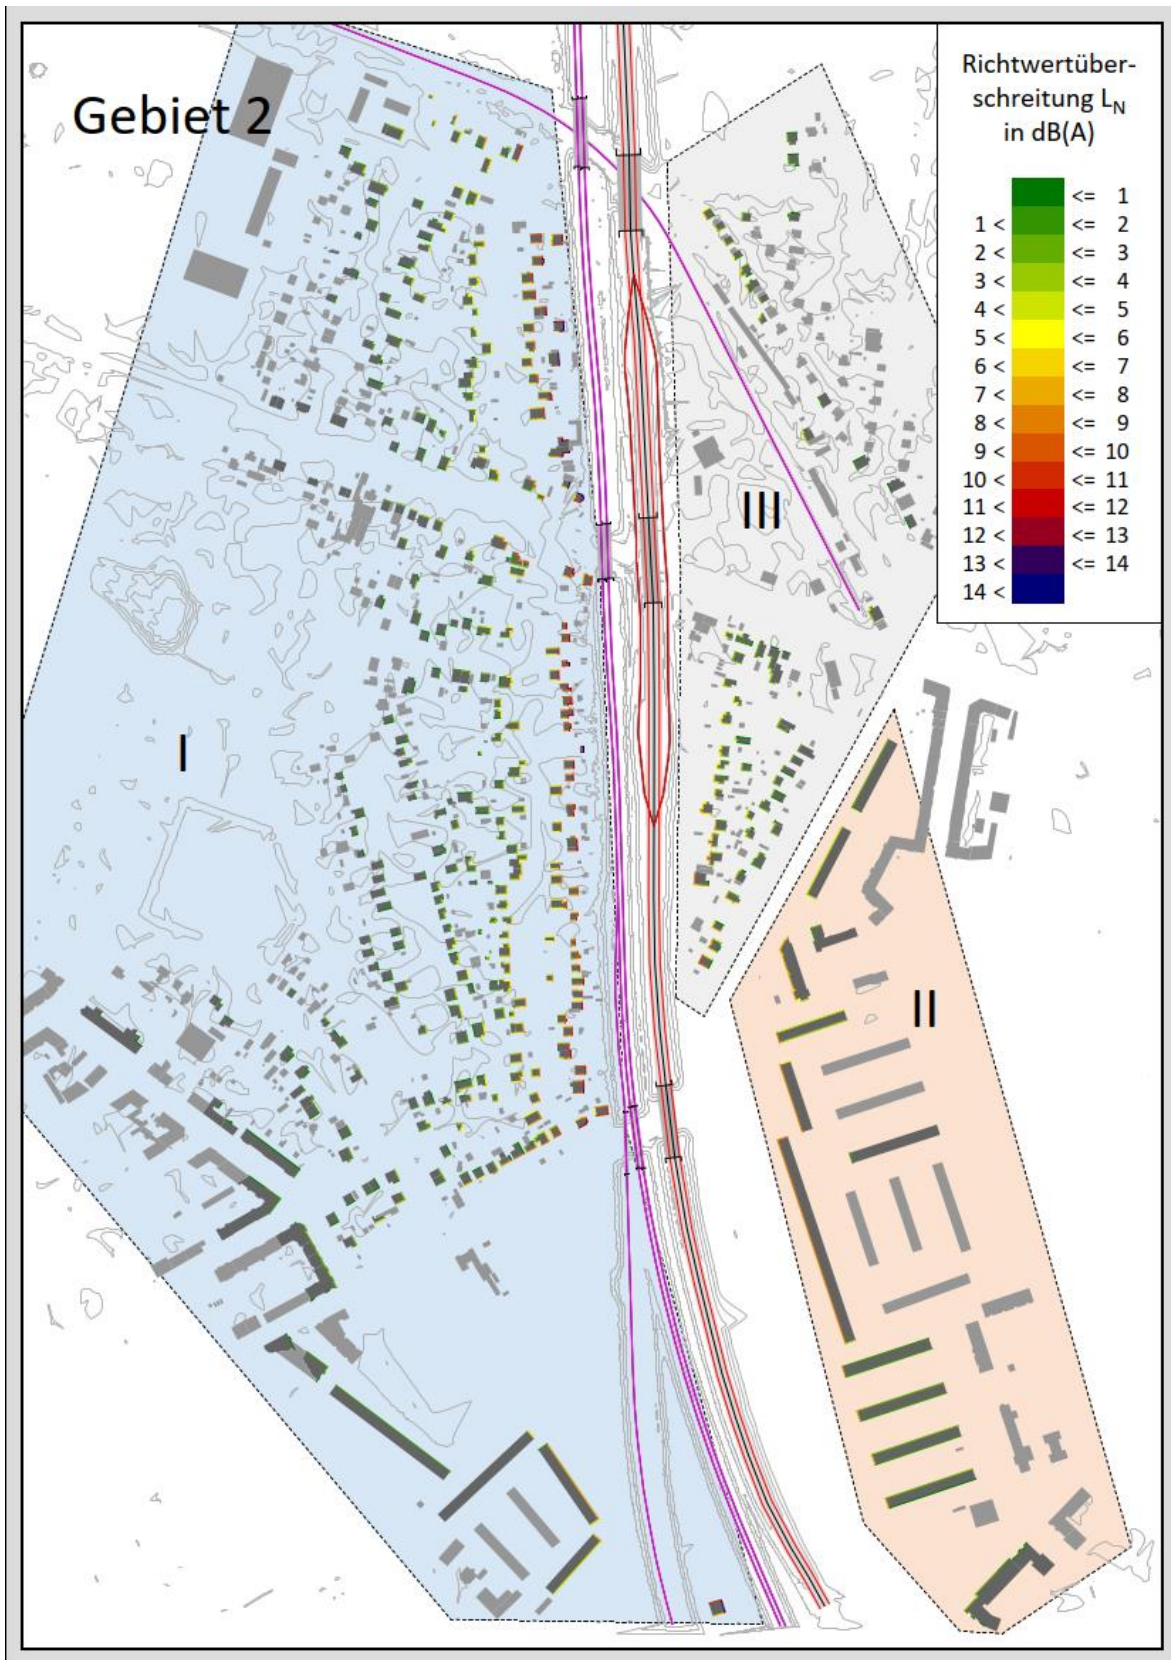 Gebiet 2
Richtwertüber-
schreitung L_N
in dB(A)
<= 1
1 < <= 2
2 < <= 3
3 < <= 4
4 < <= 5
5 < <= 6
6 < <= 7
7 < <= 8
8 < <= 9
9 < <= 10
10 < <= 11
11 < <= 12
12 < <= 13
13 < <= 14
14 <
III
I
II